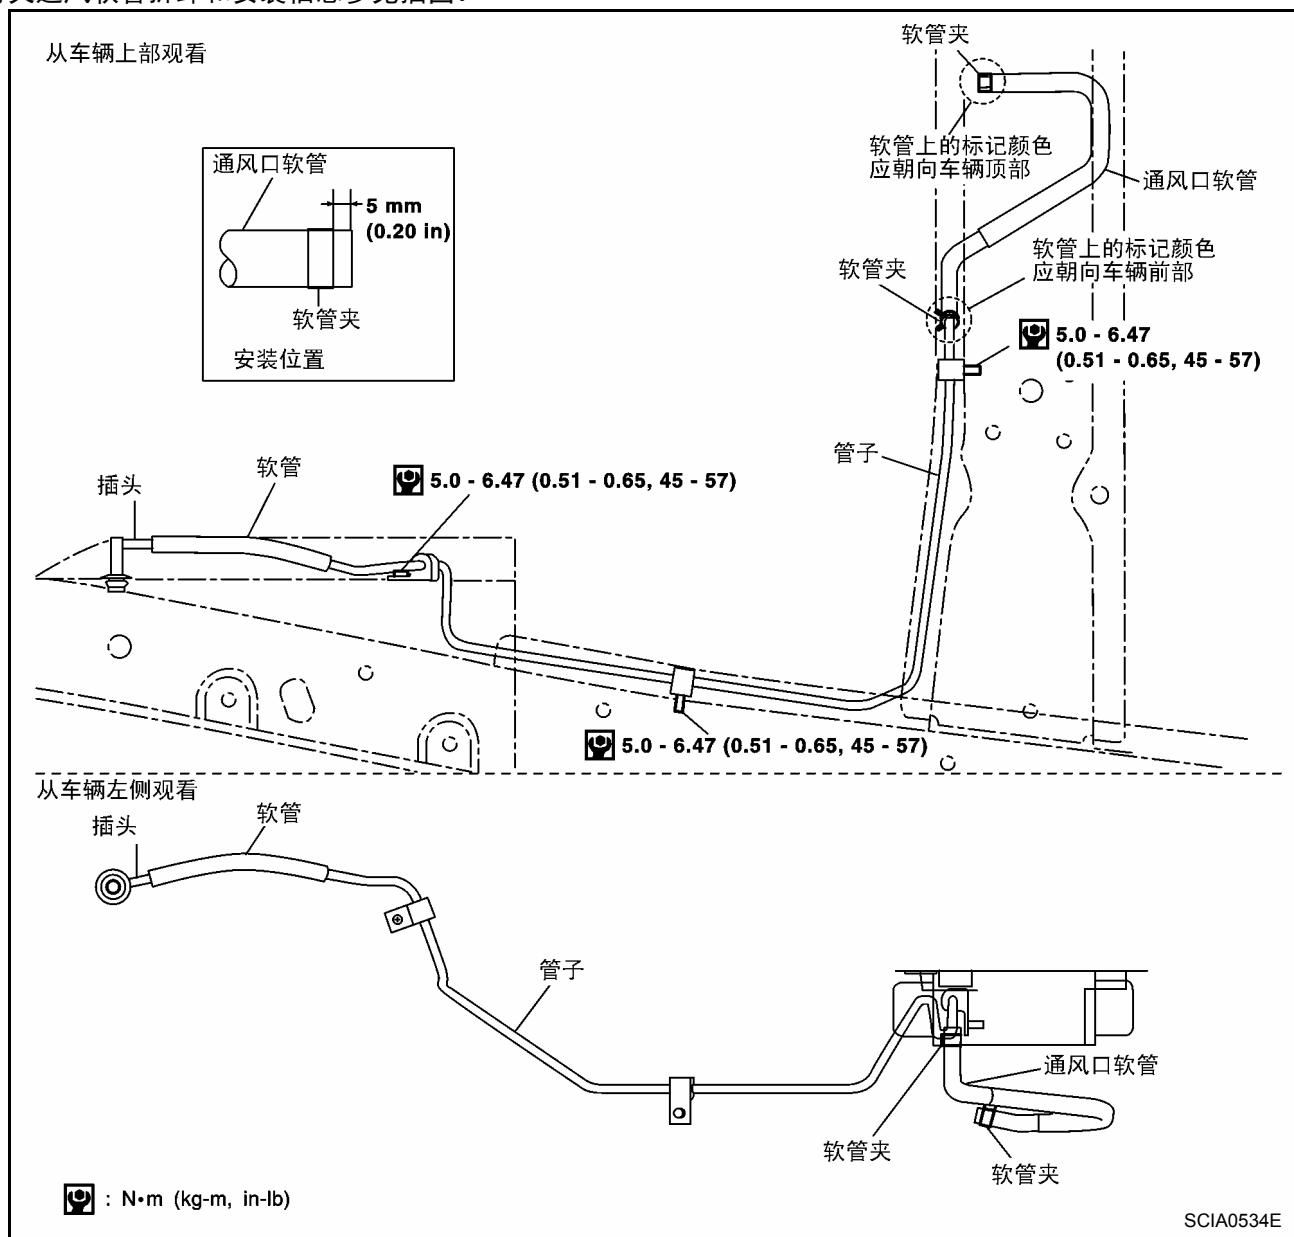 从车辆上部观看
软管夹
通风口软管
5 mm
(0.20 in)
软管夹
安装位置
软管上的标记颜色
应朝向车辆顶部
通风口软管
软管上的标记颜色
应朝向车辆前部
软管夹
5.0 - 6.47
(0.51 - 0.65, 45 - 57)
管子
插头
软管
5.0 - 6.47 (0.51 - 0.65, 45 - 57)
5.0 - 6.47 (0.51 - 0.65, 45 - 57)
从车辆左侧观看
插头
软管
管子
通风口软管
软管夹
软管夹
: N•m (kg-m, in-lb)
SCIA0534E